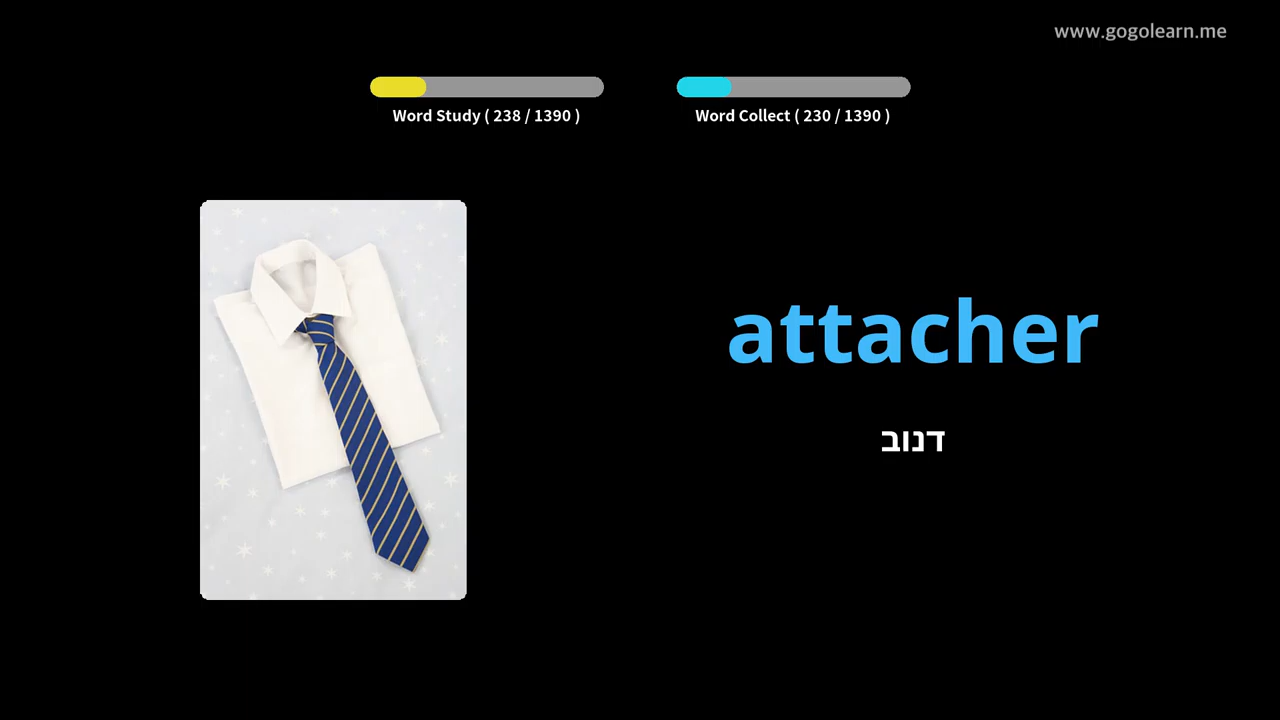 www.gogolearn.me
Word Study ( 238 / 1390 )
Word Collect ( 230 / 1390 )
attacher
דנוב